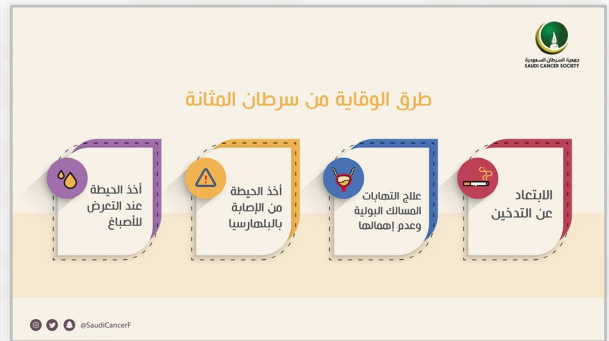 جمعية السرطان السعودية
SAUDI CANCER SOCIETY
طرق الوقاية من سرطان المثانة
الابتعاد
عن التدخين
علاج التهابات
المسالك البولية
وعدم إهمالها
أخذ الحيطة
من الإصابة
بالبلهارسيا
أخذ الحيطة
عند التعرض
للأصباغ
@SaudiCancerF